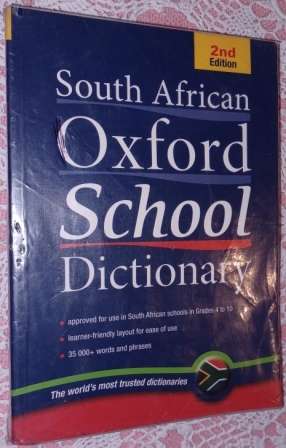 2nd
Edition
South African
Oxford
School
Dictionary
approved for use in South African schools in Grades 4 to 10
learner-friendly layout for ease of use
35 000+ words and phrases
The world's most trusted dictionaries